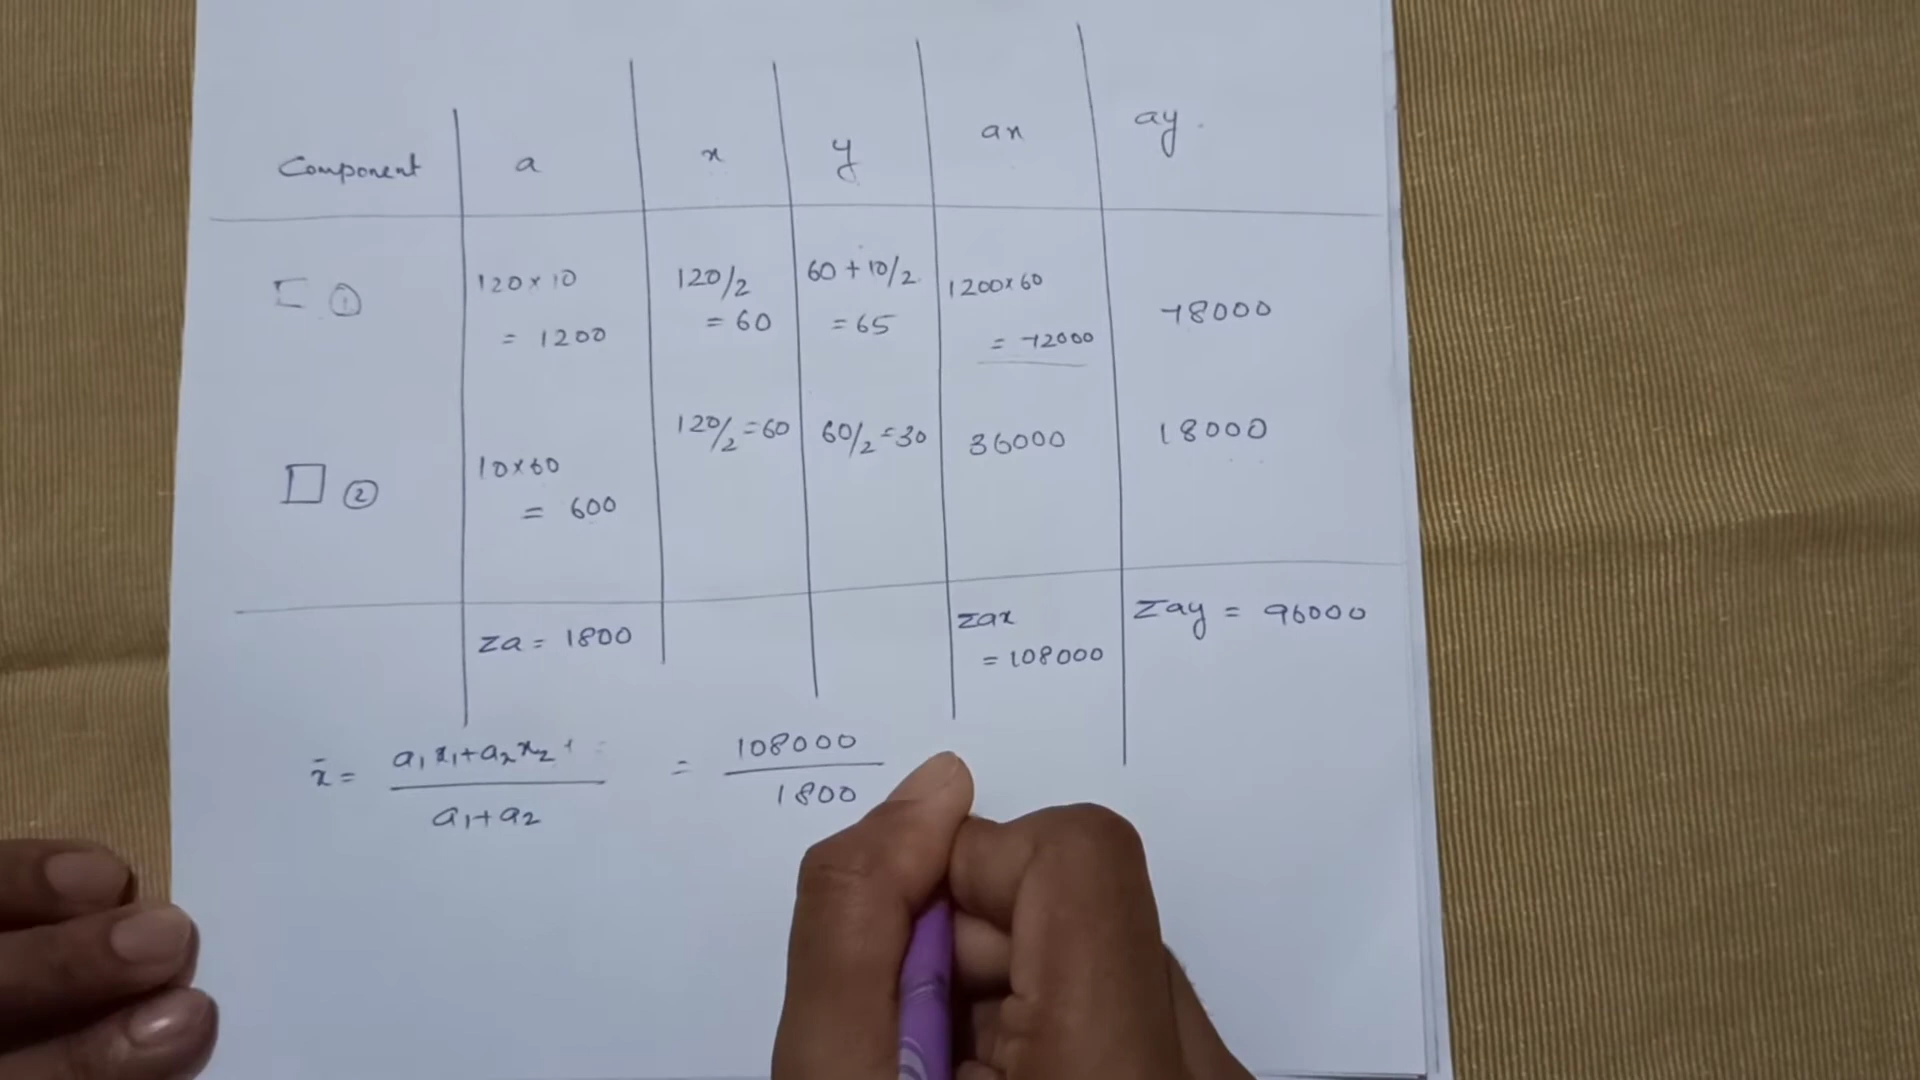 Component a x y ax ay
① 120×10 = 1200 120/2 = 60 60+10/2 = 65 1200×60 = 72000 78000
② 10×60 = 600 120/2=60 60/2=30 36000 18000
Σa = 1800 Σax = 108000 Σay = 96000
x̄ = a₁x₁+a₂x₂ / a₁+a₂ = 108000 / 1800